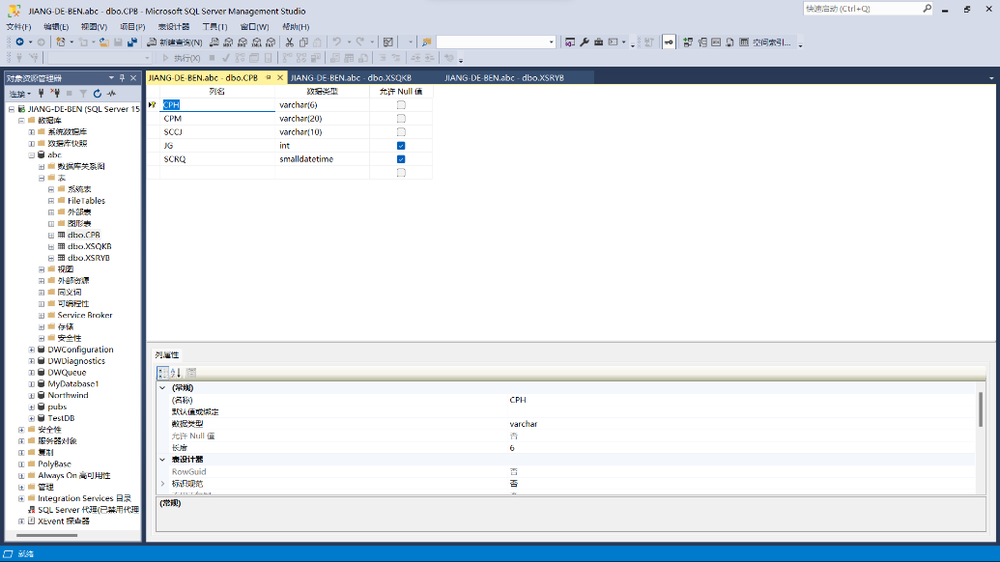 JIANG-DE-BEN.abc - dbo.CPB - Microsoft SQL Server Management Studio
快速启动 (Ctrl+Q)
文件(F) 编辑(E) 视图(V) 项目(P) 表设计器 工具(T) 窗口(W) 帮助(H)
新建查询(N)
空间索引...
执行(X)
对象资源管理器
JIANG-DE-BEN.abc - dbo.CPB
JIANG-DE-BEN.abc - dbo.XSQKB
JIANG-DE-BEN.abc - dbo.XSRYB
连接
列名 数据类型 允许 Null 值
CPH varchar(6)
CPM varchar(20)
SCCJ varchar(10)
JG int
SCRQ smalldatetime
JIANG-DE-BEN (SQL Server 15
数据库
系统数据库
数据库快照
abc
数据库关系图
表
系统表
FileTables
外部表
图形表
dbo.CPB
dbo.XSQKB
dbo.XSRYB
视图
外部资源
同义词
可编程性
Service Broker
存储
安全性
DWConfiguration
DWDiagnostics
DWQueue
MyDatabase1
Northwind
pubs
TestDB
安全性
服务器对象
复制
PolyBase
Always On 高可用性
管理
Integration Services 目录
SQL Server 代理(已禁用代理
XEvent 探查器
列属性
(常规)
(名称) CPH
默认值或绑定
数据类型 varchar
允许 Null 值 否
长度 6
表设计器
RowGuid 否
标识规范 否
(常规)
就绪